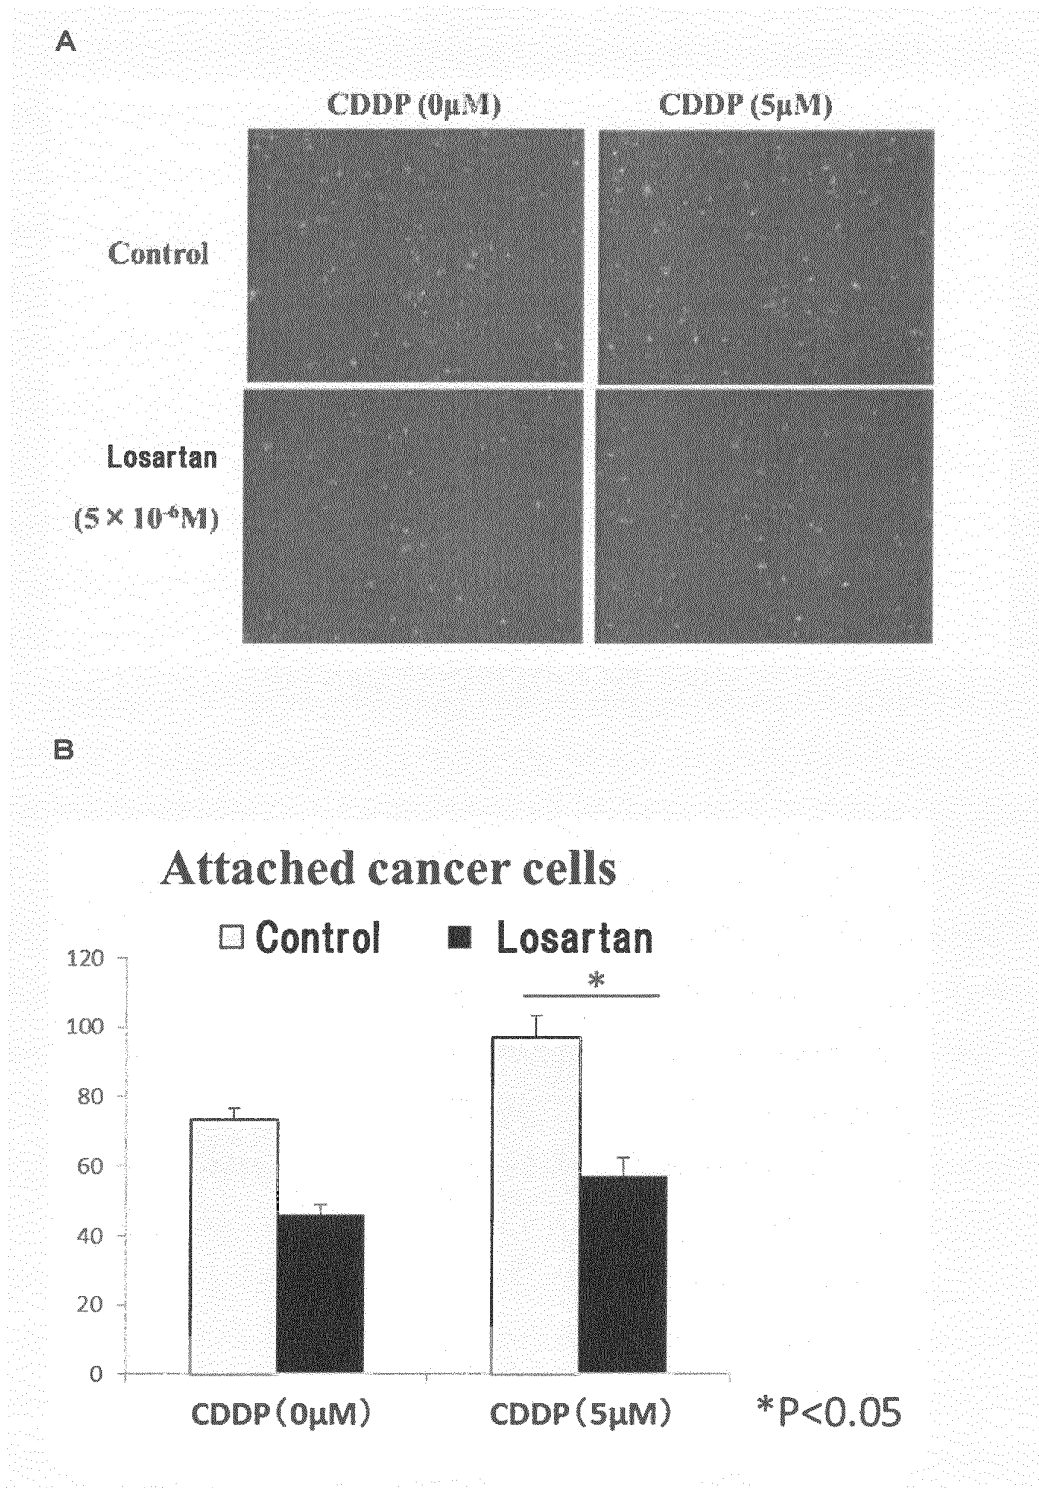 A
CDDP (0μM) CDDP (5μM)
Control
Losartan
(5 × 10⁻⁶M)
B
Attached cancer cells
Control Losartan
*
120
100
80
60
40
20
0
CDDP(0μM) CDDP(5μM)
*P<0.05